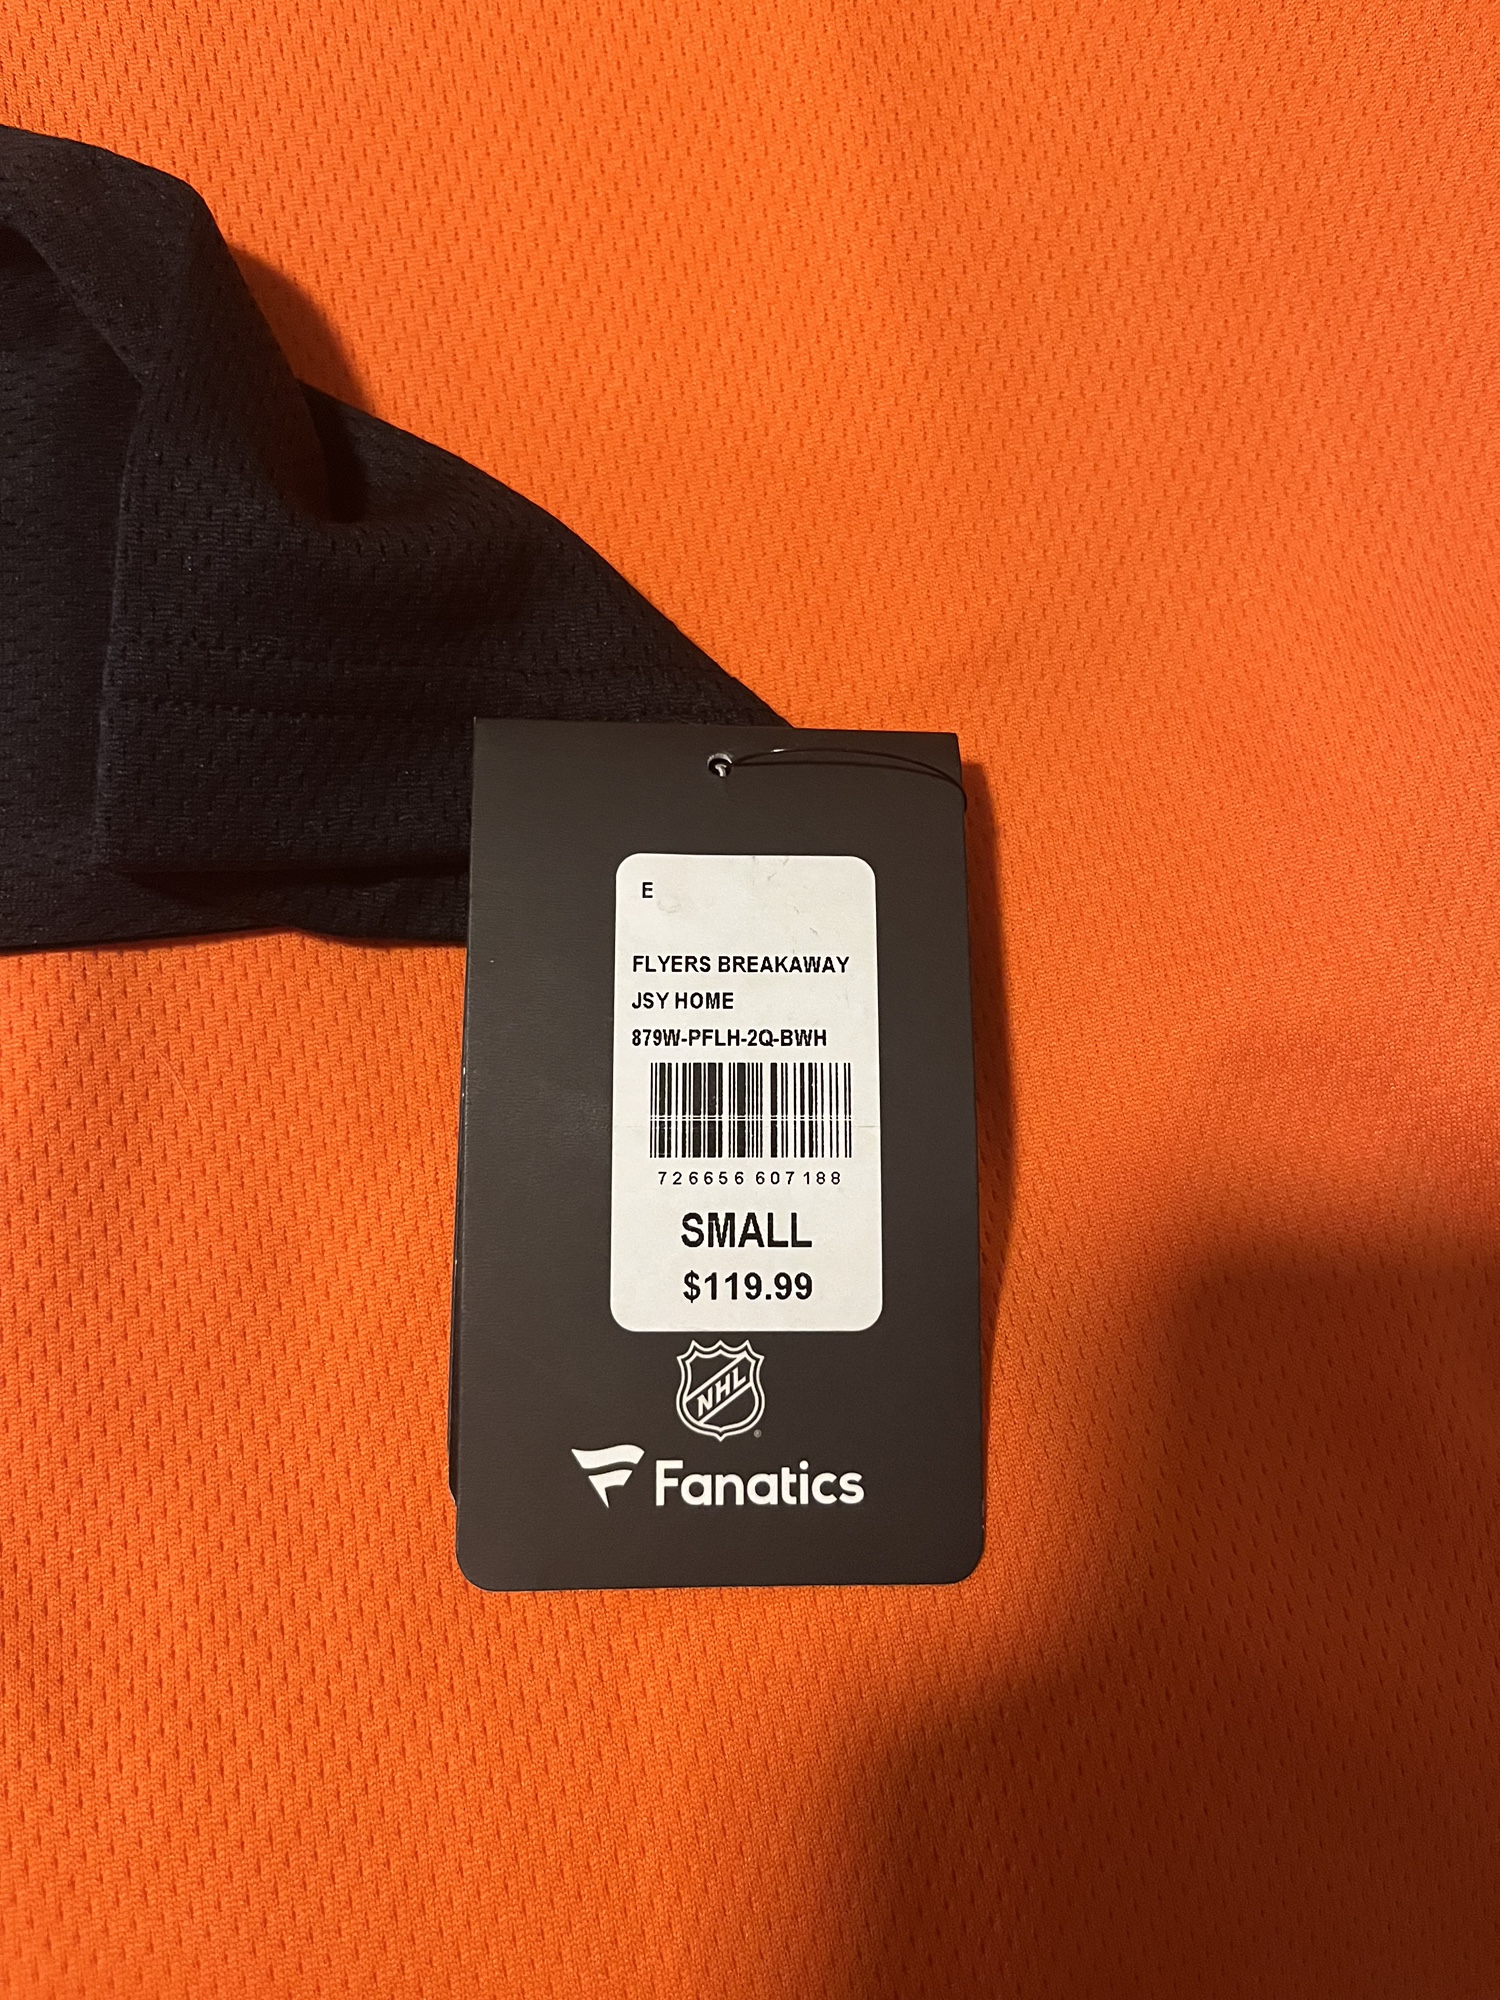 E
FLYERS BREAKAWAY
JSY HOME
879W-PFLH-2Q-BWH
726656 607188
SMALL
$119.99
NHL
Fanatics